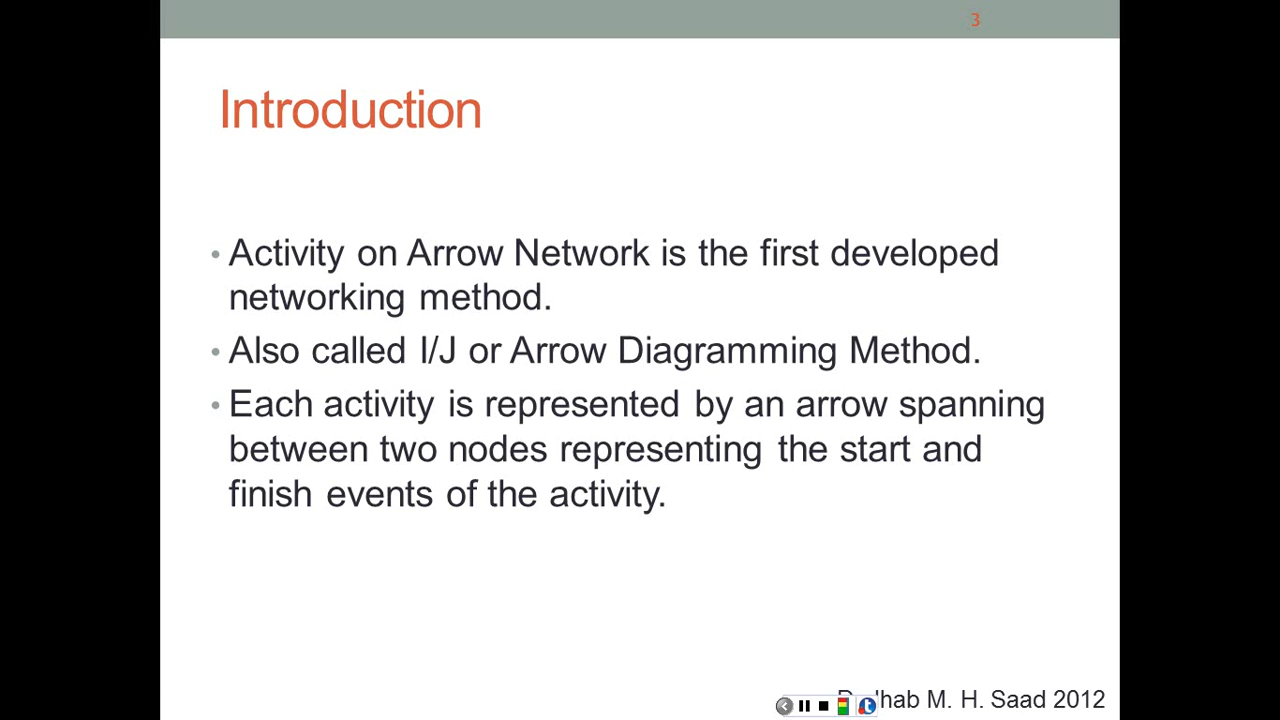 3
Introduction
• Activity on Arrow Network is the first developed
networking method.
• Also called I/J or Arrow Diagramming Method.
• Each activity is represented by an arrow spanning
between two nodes representing the start and
finish events of the activity.
M. H. Saad 2012